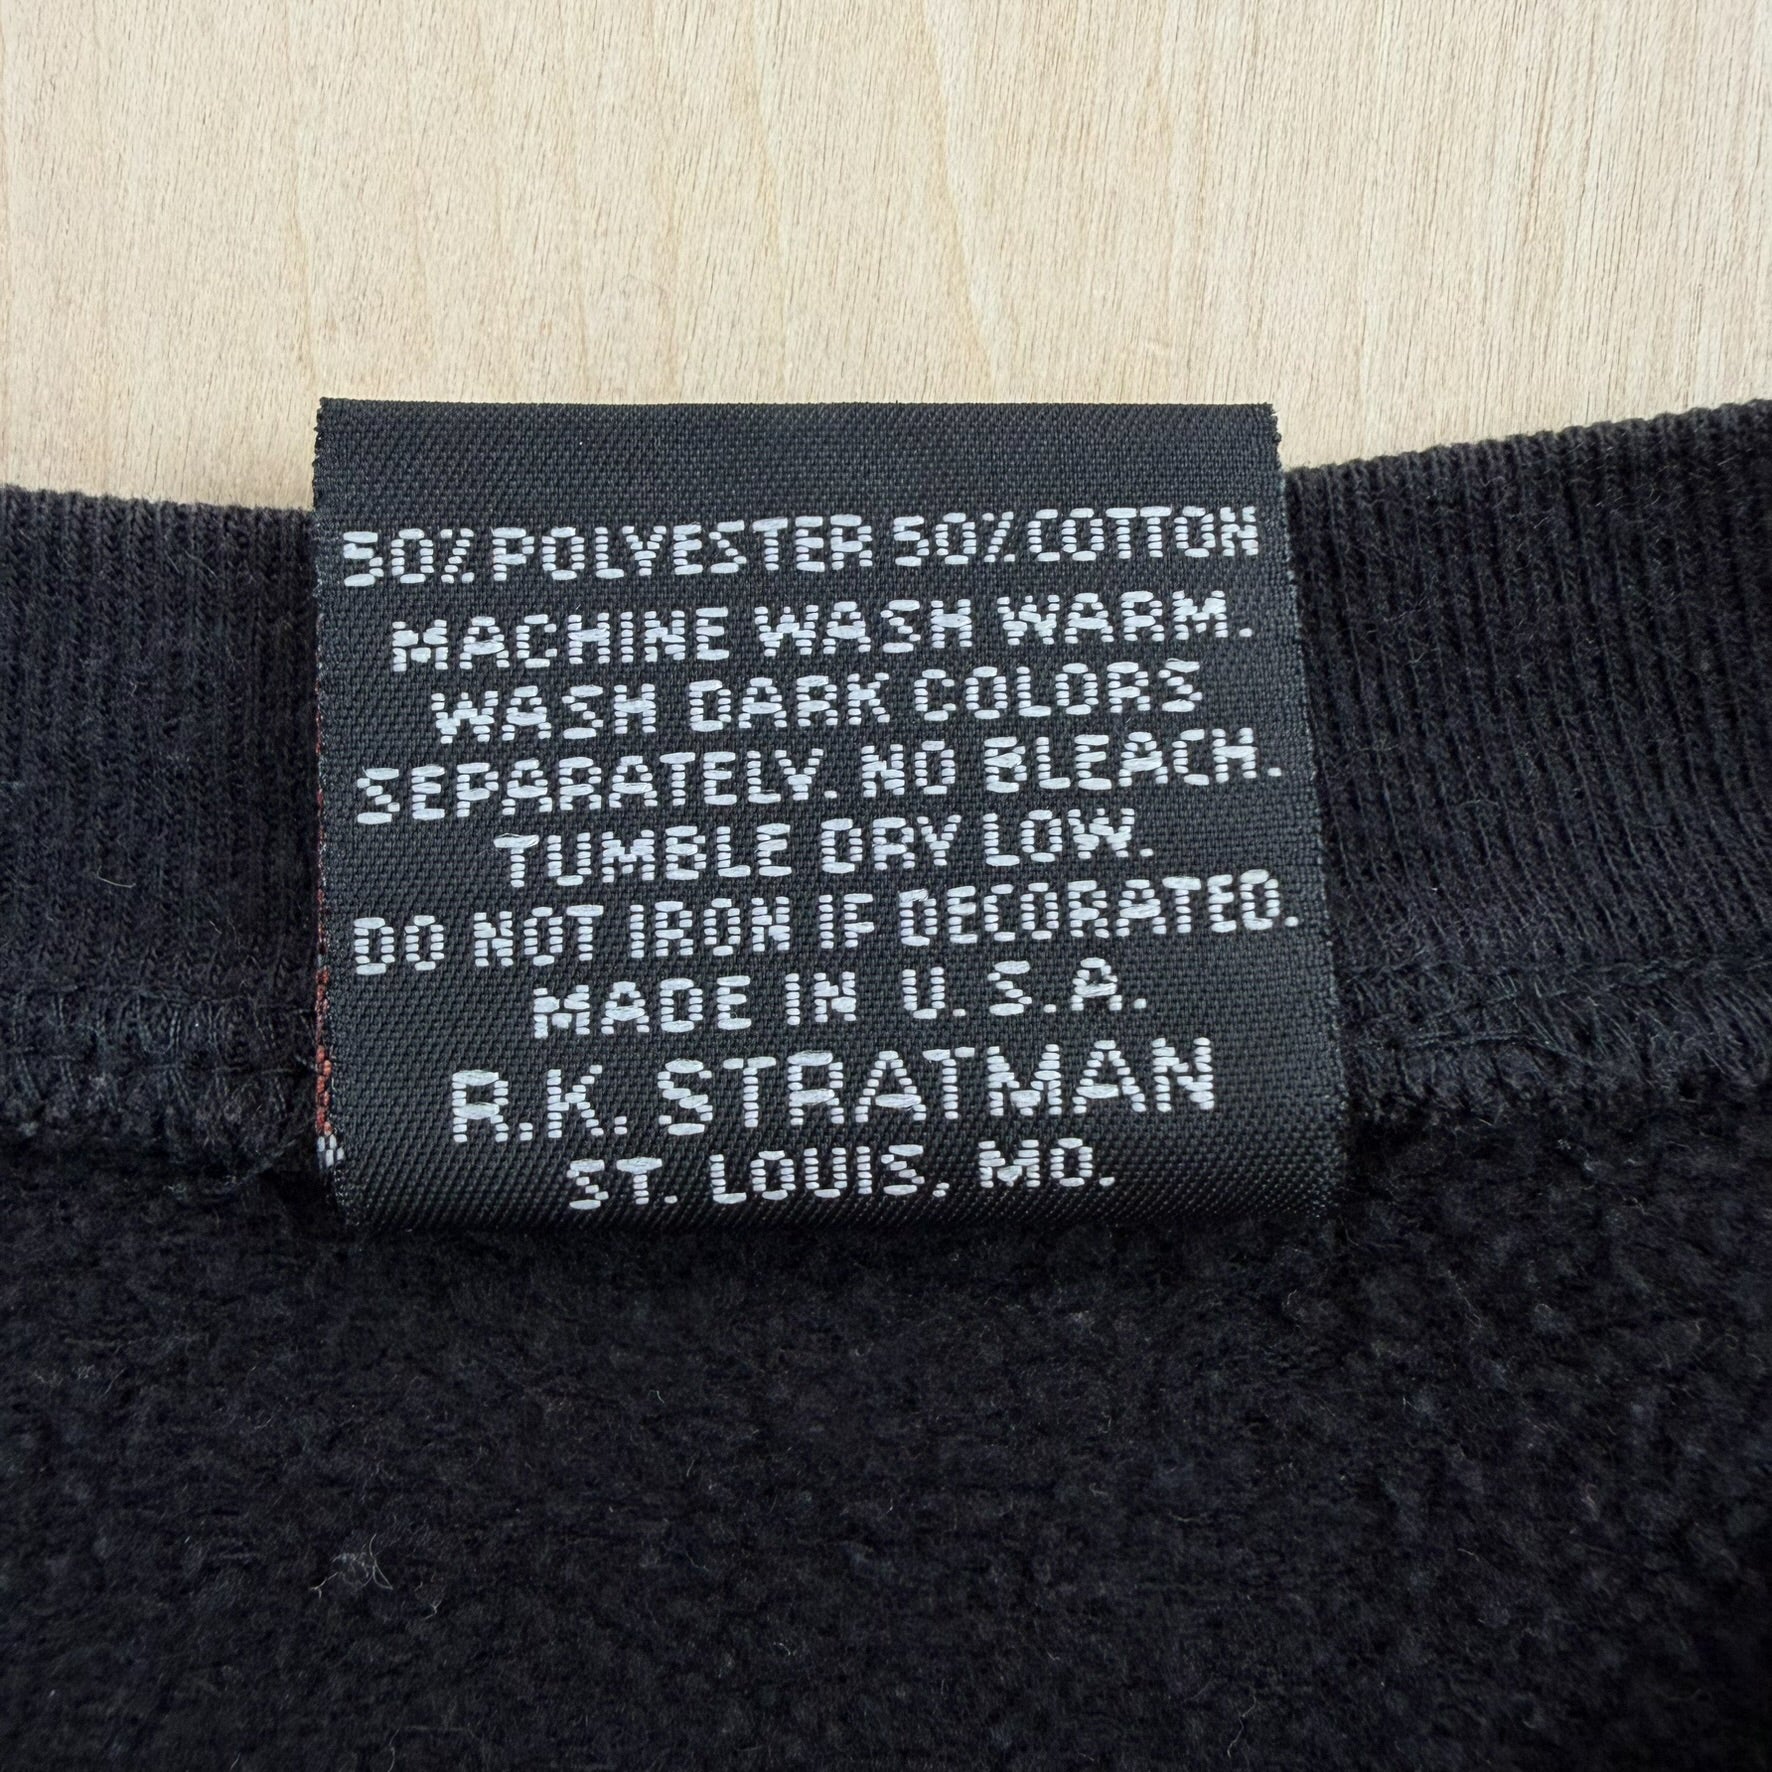 50% POLYESTER 50% COTTON
MACHINE WASH WARM.
WASH DARK COLORS
SEPARATELY. NO BLEACH.
TUMBLE DRY LOW.
DO NOT IRON IF DECORATED.
MADE IN U.S.A.
R.K. STRATMAN
ST. LOUIS, MO.